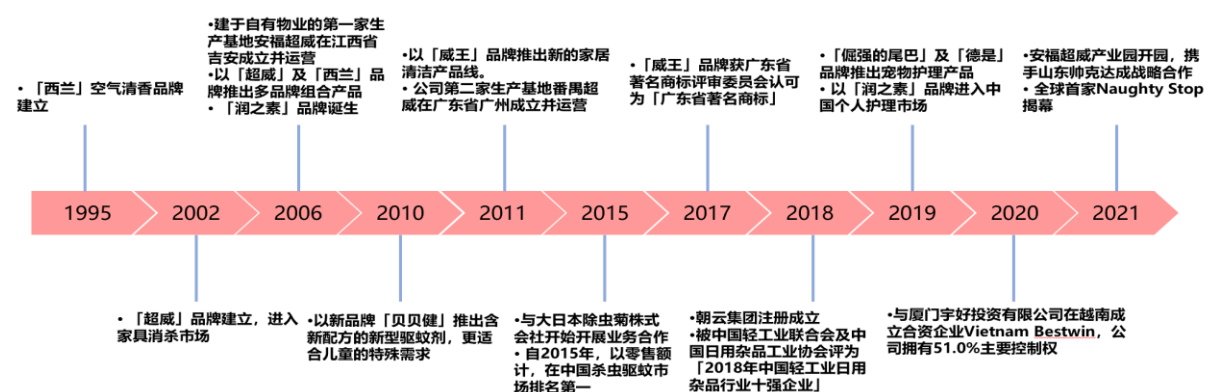 • 「西兰」空气清香品牌
建立
•建于自有物业的第一家生
产基地安福超威在江西省
吉安成立并运营
•以「超威」及「西兰」品
牌推出多品牌组合产品
• 「润之素」品牌诞生
•以「威王」品牌推出新的家居
清洁产品线。
• 公司第二家生产基地番禺超
威在广东省广州成立并运营
• 「威王」品牌获广东省
著名商标评审委员会认可
为「广东省著名商标」
• 「倔强的尾巴」及「德是」
品牌推出宠物护理产品
• 以「润之素」品牌进入中
国个人护理市场
•安福超威产业园开园，携
手山东帅克达成战略合作
• 全球首家Naughty Stop
揭幕
1995
2002
2006
2010
2011
2015
2017
2018
2019
2020
2021
• 「超威」品牌建立，进入
家具消杀市场
•以新品牌「贝贝健」推出含
新配方的新型驱蚊剂，更适
合儿童的特殊需求
•与大日本除虫菊株式
会社开始开展业务合作
• 自2015年，以零售额
计，在中国杀虫驱蚊市
场排名第一
•朝云集团注册成立
• 被中国轻工业联合会及中
国日用杂品工业协会评为
「2018年中国轻工业日用
杂品行业十强企业」
•与厦门宇好投资有限公司在越南成
立合资企业Vietnam Bestwin，公
司拥有51.0%主要控制权